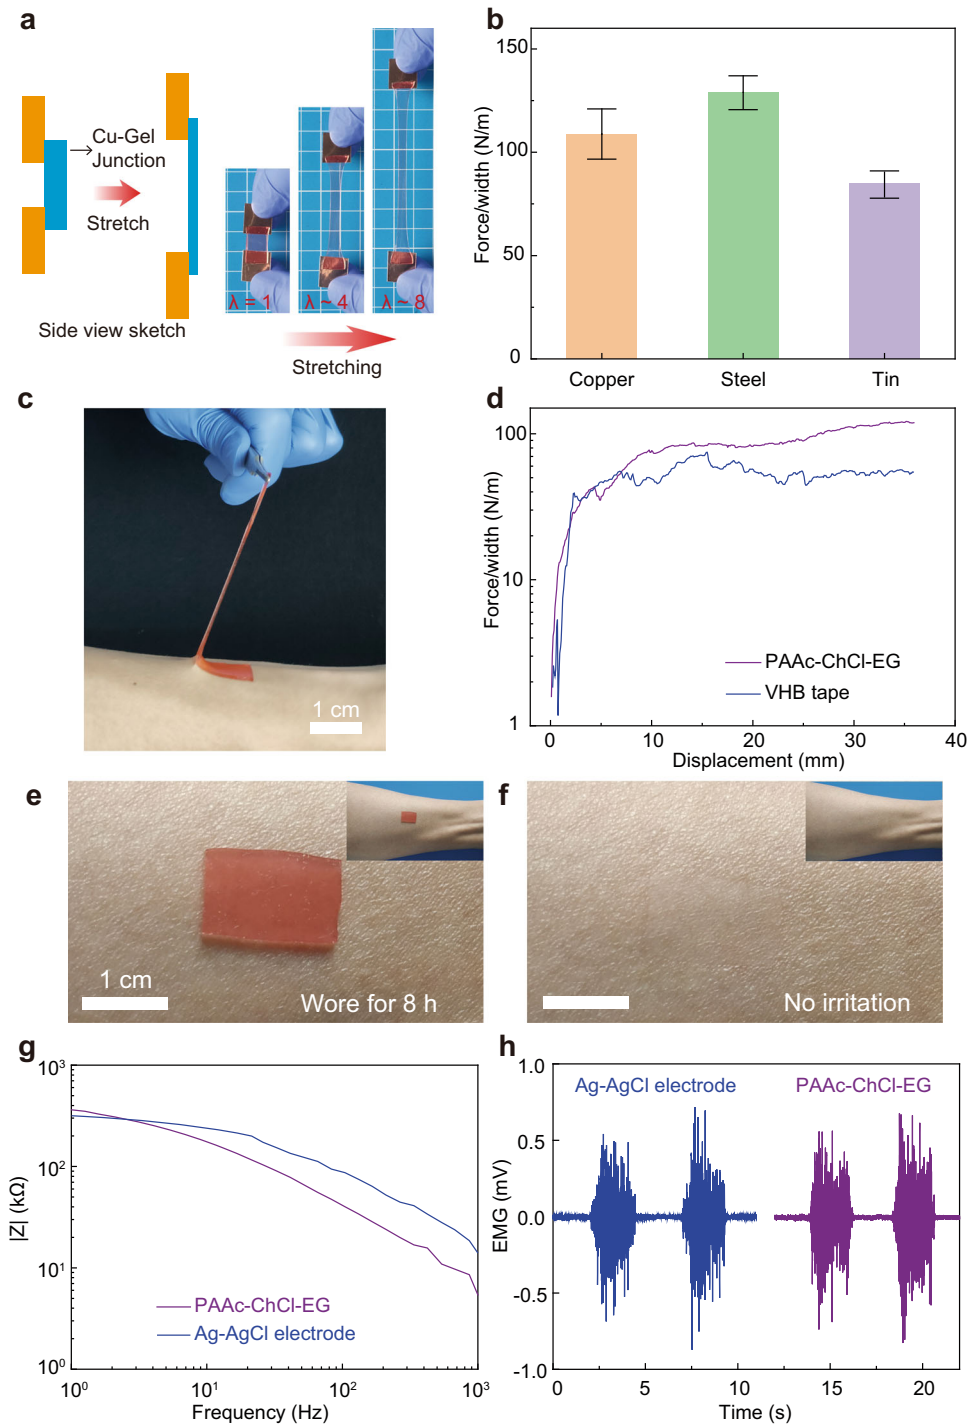 a
Cu-Gel
Junction
Stretch
Side view sketch
λ = 1
λ ~ 4
λ ~ 8
Stretching
b
Force/width (N/m)
150
100
50
0
Copper
Steel
Tin
c
1 cm
d
Force/width (N/m)
100
10
1
PAAc-ChCl-EG
VHB tape
0
10
20
30
40
Displacement (mm)
e
1 cm
Wore for 8 h
f
No irritation
g
|Z| (kΩ)
10³
10²
10¹
10⁰
PAAc-ChCl-EG
Ag-AgCl electrode
10⁰
10¹
10²
10³
Frequency (Hz)
h
EMG (mV)
1.0
0.5
0.0
-0.5
-1.0
Ag-AgCl electrode
PAAc-ChCl-EG
0
5
10
15
20
Time (s)